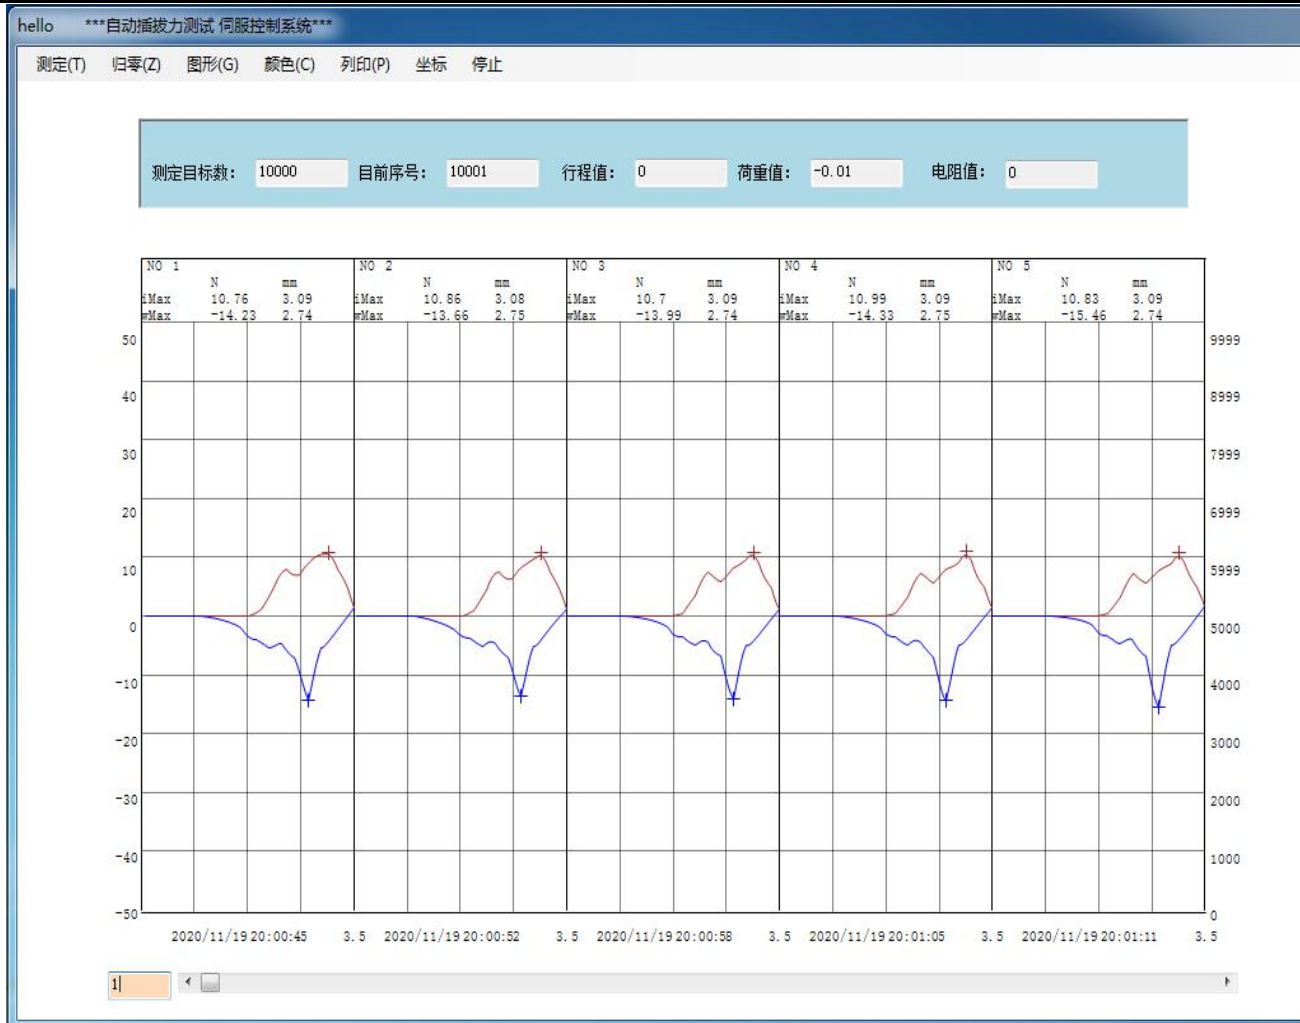 hello ***自动插拔力测试 伺服控制系统***
测定(T) 归零(Z) 图形(G) 颜色(C) 列印(P) 坐标 停止
测定目标数： 10000 目前序号： 10001 行程值： 0 荷重值： -0.01 电阻值： 0
NO 1 NO 2 NO 3 NO 4 NO 5
N mm N mm N mm N mm N mm
iMax 10.76 3.09 iMax 10.86 3.08 iMax 10.7 3.09 iMax 10.99 3.09 iMax 10.83 3.09
wMax -14.23 2.74 wMax -13.66 2.75 wMax -13.99 2.74 wMax -14.33 2.75 wMax -15.46 2.74
50 9999
40 8999
30 7999
20 6999
10 5999
0 5000
-10 4000
-20 3000
-30 2000
-40 1000
-50 0
2020/11/19 20:00:45 3.5 2020/11/19 20:00:52 3.5 2020/11/19 20:00:58 3.5 2020/11/19 20:01:05 3.5 2020/11/19 20:01:11 3.5
1